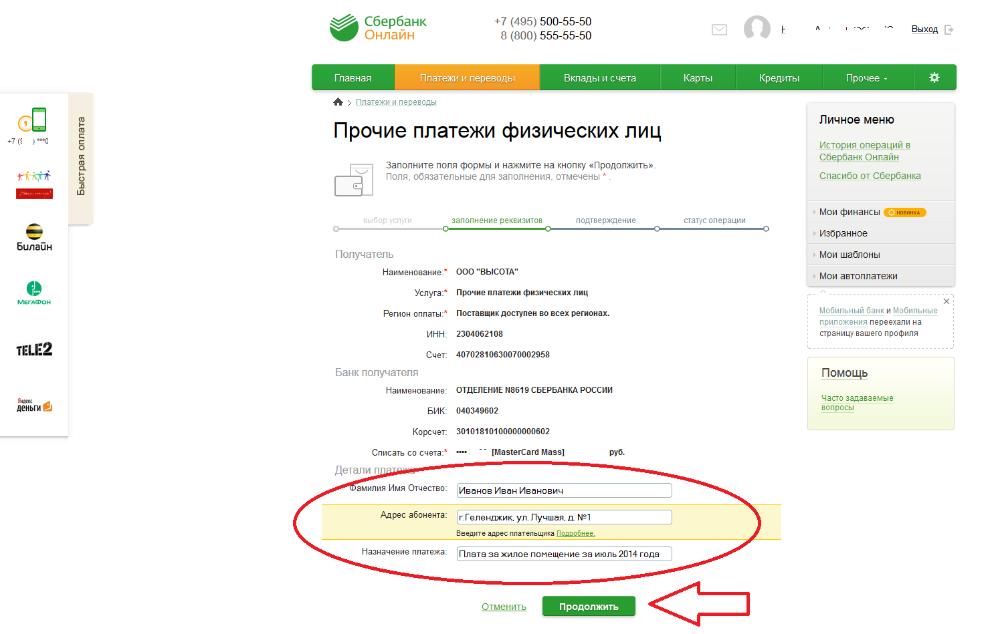 Сбербанк
Онлайн
+7 (495) 500-55-50
8 (800) 555-55-50
Выход
Главная
Платежи и переводы
Вклады и счета
Карты
Кредиты
Прочее
Платежи и переводы
Прочие платежи физических лиц
Заполните поля формы и нажмите на кнопку «Продолжить».
Поля, обязательные для заполнения, отмечены * .
выбор услуги
заполнение реквизитов
подтверждение
статус операции
Получатель
Наименование:* ООО "ВЫСОТА"
Услуга:* Прочие платежи физических лиц
Регион оплаты:* Поставщик доступен во всех регионах.
ИНН: 2304062108
Счет: 40702810630070002958
Банк получателя
Наименование: ОТДЕЛЕНИЕ N8619 СБЕРБАНКА РОССИИ
БИК: 040349602
Корсчет: 30101810100000000602
Списать со счета:* •••• [MasterCard Mass] руб.
Детали платежа
Фамилия Имя Отчество: Иванов Иван Иванович
Адрес абонента: г.Геленджик, ул. Лучшая, д. №1
Введите адрес плательщика Подробнее.
Назначение платежа: Плата за жилое помещение за июль 2014 года
Отменить
Продолжить
Быстрая оплата
1
+7 (9 ) ***0
Билайн
МЕГАФОН
TELE2
Яндекс
деньги
Личное меню
История операций в
Сбербанк Онлайн
Спасибо от Сбербанка
Мои финансы НОВИНКА
Избранное
Мои шаблоны
Мои автоплатежи
Мобильный банк и Мобильные
приложения переехали на
страницу вашего профиля
Помощь
Часто задаваемые
вопросы